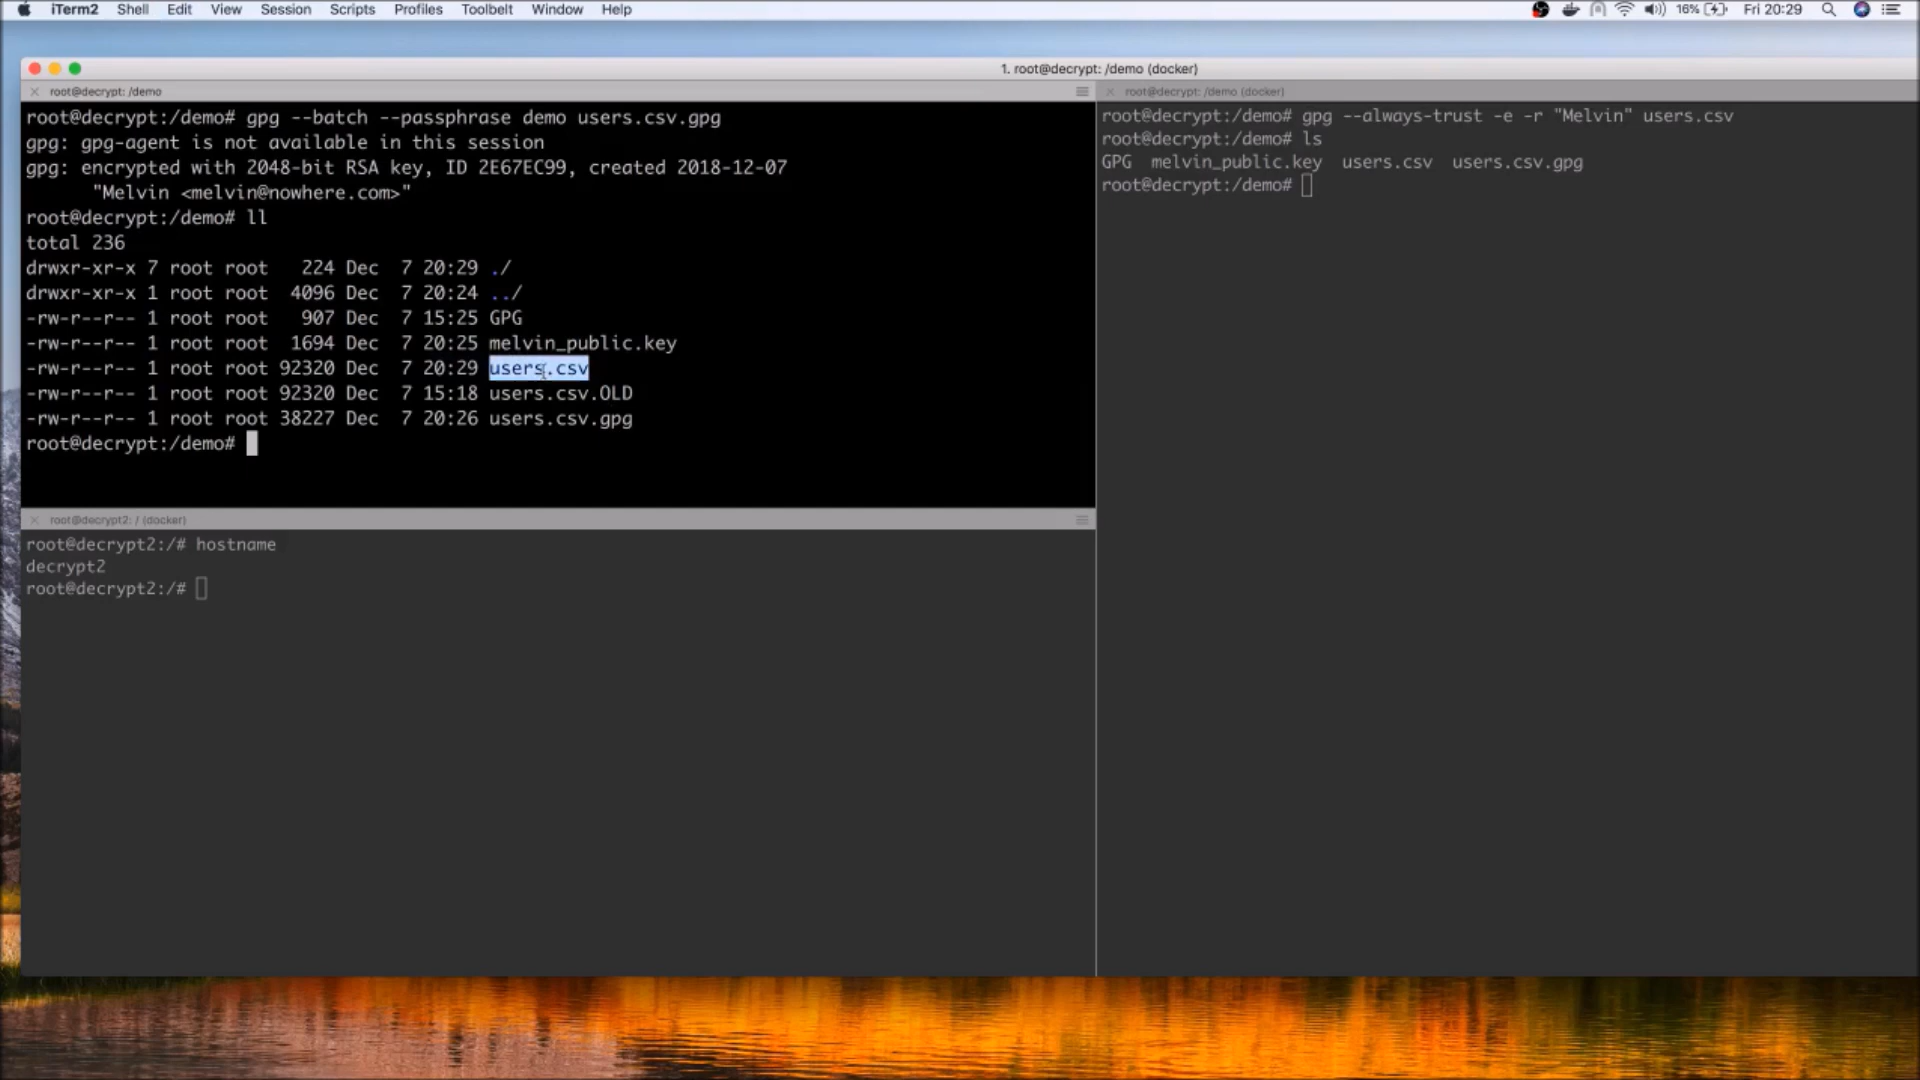 iTerm2 Shell Edit View Session Scripts Profiles Toolbelt Window Help 16% Fri 20:29
1. root@decrypt: /demo (docker)
root@decrypt: /demo
root@decrypt:/demo# gpg --batch --passphrase demo users.csv.gpg
gpg: gpg-agent is not available in this session
gpg: encrypted with 2048-bit RSA key, ID 2E67EC99, created 2018-12-07
"Melvin <melvin@nowhere.com>"
root@decrypt:/demo# ll
total 236
drwxr-xr-x 7 root root 224 Dec 7 20:29 ./
drwxr-xr-x 1 root root 4096 Dec 7 20:24 ../
-rw-r--r-- 1 root root 907 Dec 7 15:25 GPG
-rw-r--r-- 1 root root 1694 Dec 7 20:25 melvin_public.key
-rw-r--r-- 1 root root 92320 Dec 7 20:29 users.csv
-rw-r--r-- 1 root root 92320 Dec 7 15:18 users.csv.OLD
-rw-r--r-- 1 root root 38227 Dec 7 20:26 users.csv.gpg
root@decrypt:/demo#
root@decrypt2: / (docker)
root@decrypt2:/# hostname
decrypt2
root@decrypt2:/#
root@decrypt: /demo (docker)
root@decrypt:/demo# gpg --always-trust -e -r "Melvin" users.csv
root@decrypt:/demo# ls
GPG melvin_public.key users.csv users.csv.gpg
root@decrypt:/demo#